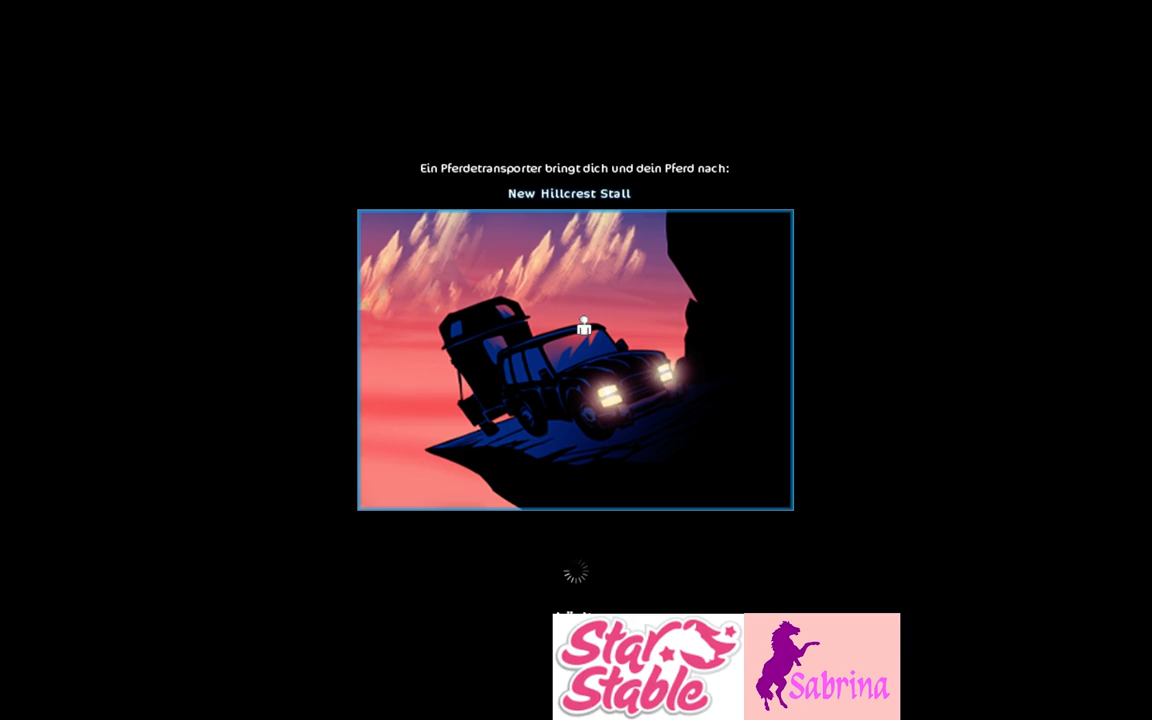 Ein Pferdetransporter bringt dich und dein Pferd nach:
New Hillcrest Stall
Star
Stable
Sabrina